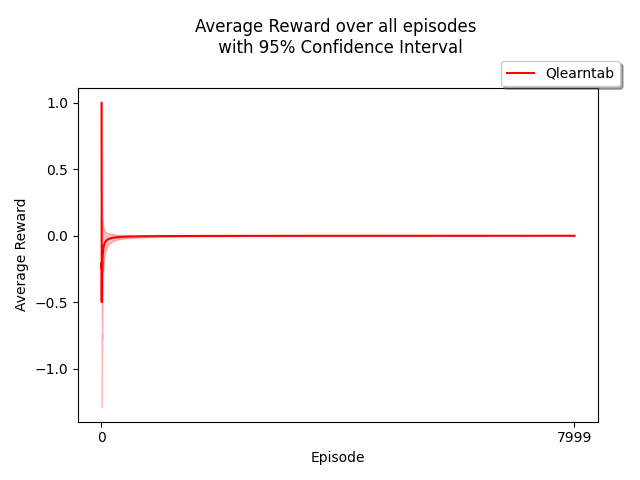 Average Reward over all episodes
with 95% Confidence Interval
Qlearntab
1.0
0.5
0.0
−0.5
−1.0
Average Reward
0
7999
Episode